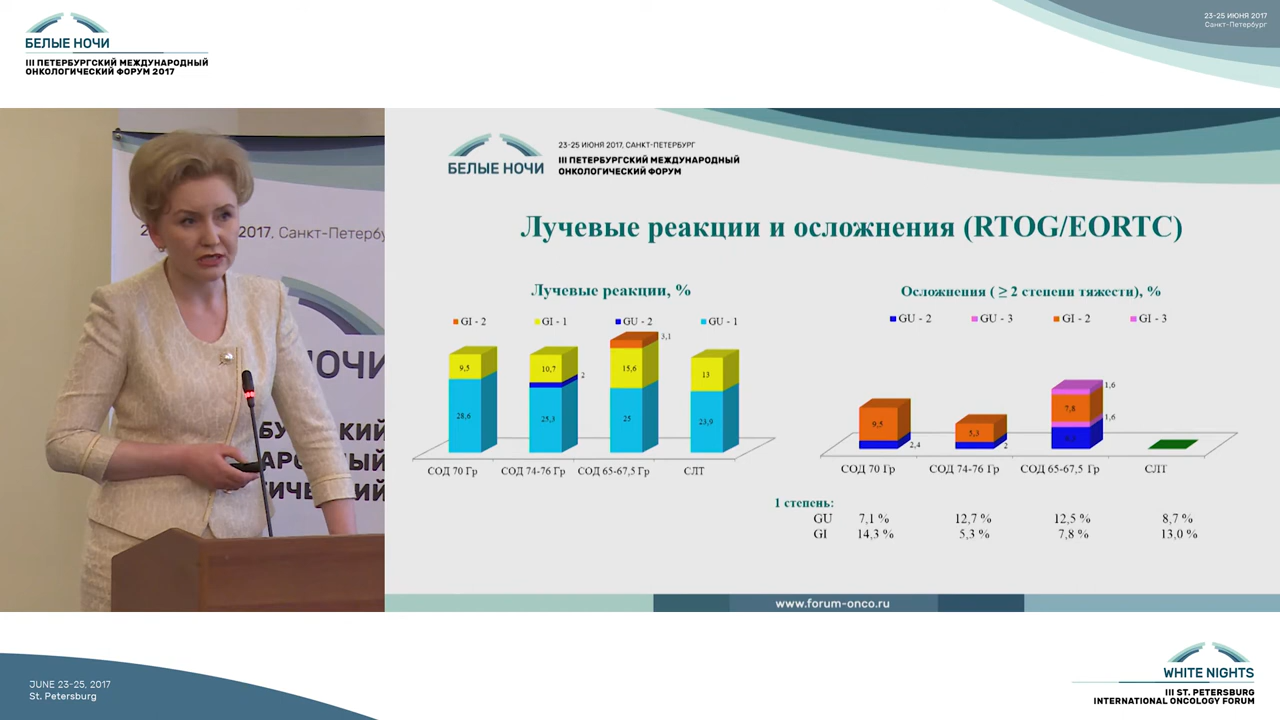 БЕЛЫЕ НОЧИ
III ПЕТЕРБУРГСКИЙ МЕЖДУНАРОДНЫЙ
ОНКОЛОГИЧЕСКИЙ ФОРУМ 2017
23-25 ИЮНЯ 2017
Санкт-Петербург
2017, Санкт-Петербу
НОЧИ
23-25 ИЮНЯ 2017, САНКТ-ПЕТЕРБУРГ
БЕЛЫЕ НОЧИ
III ПЕТЕРБУРГСКИЙ МЕЖДУНАРОДНЫЙ
ОНКОЛОГИЧЕСКИЙ ФОРУМ
Лучевые реакции и осложнения (RTOG/EORTC)
Лучевые реакции, %
GI - 2 GI - 1 GU - 2 GU - 1
3,1
9,5 10,7 2 15,6 13
28,6 25,3 25 23,9
СОД 70 Гр СОД 74-76 Гр СОД 65-67,5 Гр СЛТ
Осложнения ( ≥ 2 степени тяжести), %
GU - 2 GU - 3 GI - 2 GI - 3
1,6
9,5 5,3 7,8 1,6
2,4 2
СОД 70 Гр СОД 74-76 Гр СОД 65-67,5 Гр СЛТ
1 степень:
GU 7,1 % 12,7 % 12,5 % 8,7 %
GI 14,3 % 5,3 % 7,8 % 13,0 %
www.forum-onco.ru
JUNE 23-25, 2017
St. Petersburg
WHITE NIGHTS
III ST. PETERSBURG
INTERNATIONAL ONCOLOGY FORUM